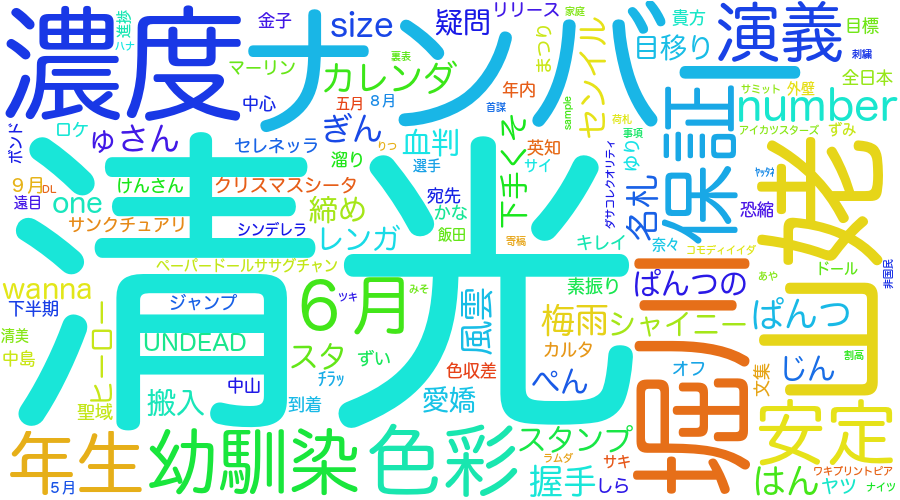 清光
濃度
ナンバー
演義
金子
size
疑問
リリース
家庭
貴方
目標
進捗
ハナ
マーリン
カレンダー
裏表
まつり
センイル
目移り
刺繍
サミット
外壁
全日本
中心
五月
8月
年内
首謀
sample
荷札
number
アイカツスターズ
ずみ
ボンド
ロケ
ゅさん
セレネッラ
ぎん
血判
りつ
下手くそ
英知
事項
溜り
選手
サイ
ゆり
ダサコレクオリティ
保証
姥山
9月
DL
けんさん
クリスマスシータ
宛先
かな
名札
恐縮
ヤッタネ
遠目
one
サンクチュアリ
締め
飯田
シンデレラ
レンガ
寄稿
キレイ
奈々
コモディイイダ
ペーパードールササグチャン
素振り
堀川
ぱんつの
あや
ドール
非国民
wanna
ジャンプ
6月
ツキ
みそ
下半期
風雲
梅雨
シャイニー
ぱんつ
清美
中島
ヒーロー
UNDEAD
スタ
ずい
カルタ
割高
チラッ
色収差
ぺん
オフ
じん
文集
聖域
中山
搬入
到着
愛嬌
安定
年生
幼馴染
色彩
スタンプ
ラムダ
サキ
握手
しら
はん
ワキプリントピア
ヤツ
ナイツ
5月